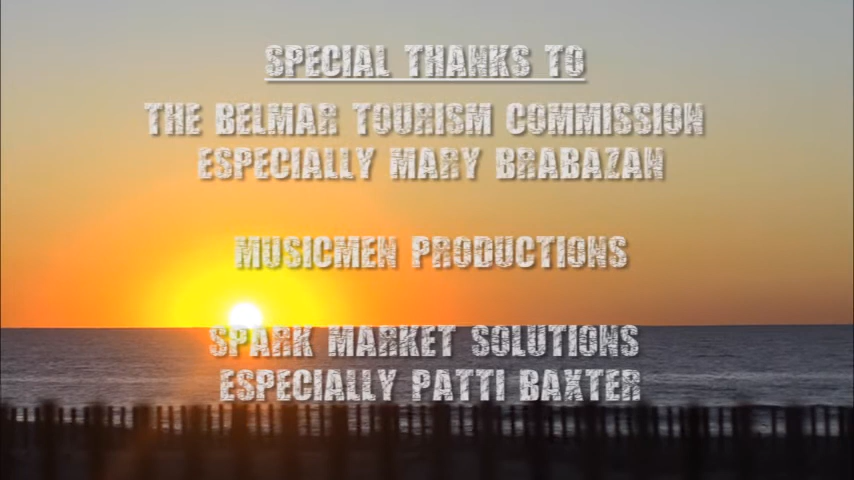 SPECIAL THANKS TO
THE BELMAR TOURISM COMMISSION
ESPECIALLY MARY BRABAZAN
MUSICMEN PRODUCTIONS
SPARK MARKET SOLUTIONS
ESPECIALLY PATTI BAXTER